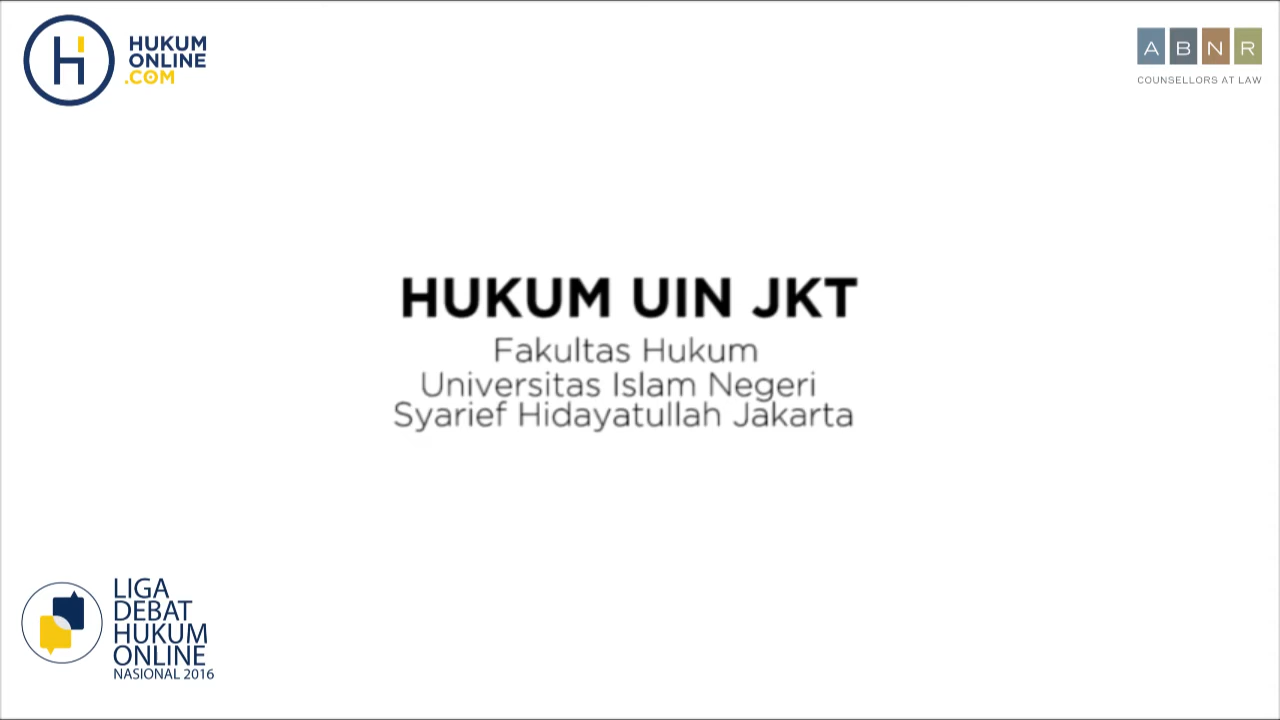 HUKUM
ONLINE
.COM
A B N R
COUNSELLORS AT LAW
HUKUM UIN JKT
Fakultas Hukum
Universitas Islam Negeri
Syarief Hidayatullah Jakarta
LIGA
DEBAT
HUKUM
ONLINE
NASIONAL 2016